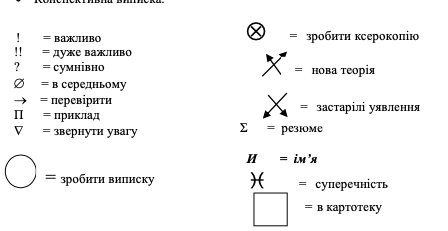 Конспективна виписка:
! = важливо
!! = дуже важливо
? = сумнівно
∅ = в середньому
→ = перевірити
П = приклад
∇ = звернути увагу
= зробити виписку
⊗ = зробити ксерокопію
= нова теорія
= застарілі уявлення
Σ = резюме
И = ім’я
= суперечність
= в картотеку